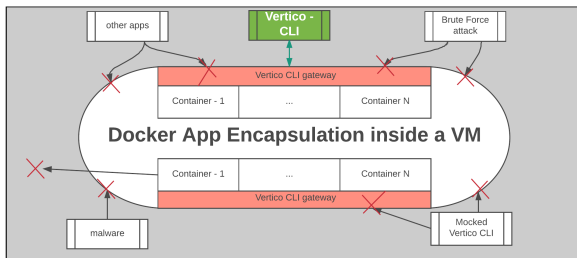 other apps
Vertico -
CLI
Brute Force
attack
Vertico CLI gateway
Container - 1
...
Container N
Docker App Encapsulation inside a VM
Container - 1
...
Container N
Vertico CLI gateway
malware
Mocked
Vertico CLI